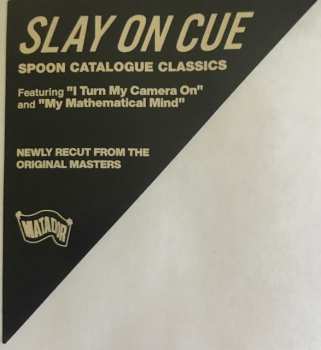 SLAY ON CUE
SPOON CATALOGUE CLASSICS
Featuring "I Turn My Camera On"
and "My Mathematical Mind"
NEWLY RECUT FROM THE
ORIGINAL MASTERS
MATADOR